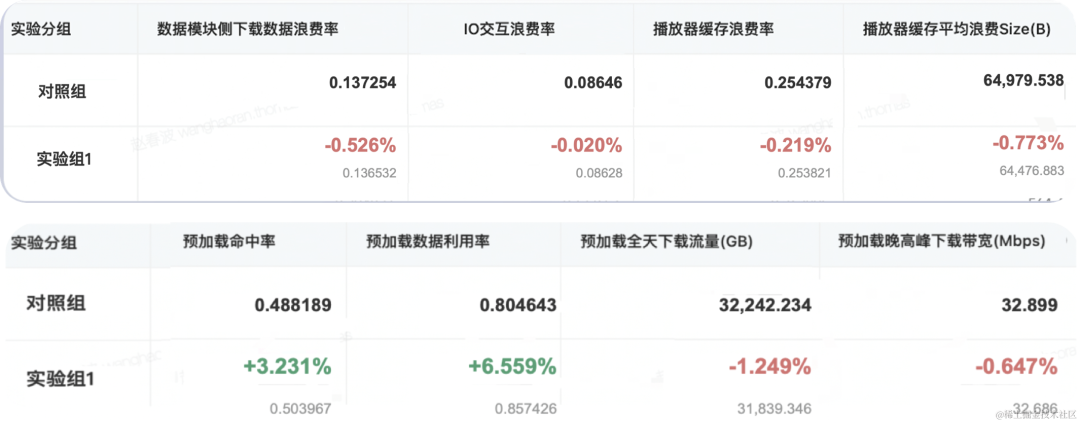 实验分组 数据模块侧下载数据浪费率 IO交互浪费率 播放器缓存浪费率 播放器缓存平均浪费Size(B)
对照组 0.137254 0.08646 0.254379 64,979.538
实验组1 -0.526% -0.020% -0.219% -0.773%
0.136532 0.08628 0.253821 64,476.883
实验分组 预加载命中率 预加载数据利用率 预加载全天下载流量(GB) 预加载晚高峰下载带宽(Mbps)
对照组 0.488189 0.804643 32,242.234 32.899
实验组1 +3.231% +6.559% -1.249% -0.647%
0.503967 0.857426 31,839.346 32.686
@稀土掘金技术社区